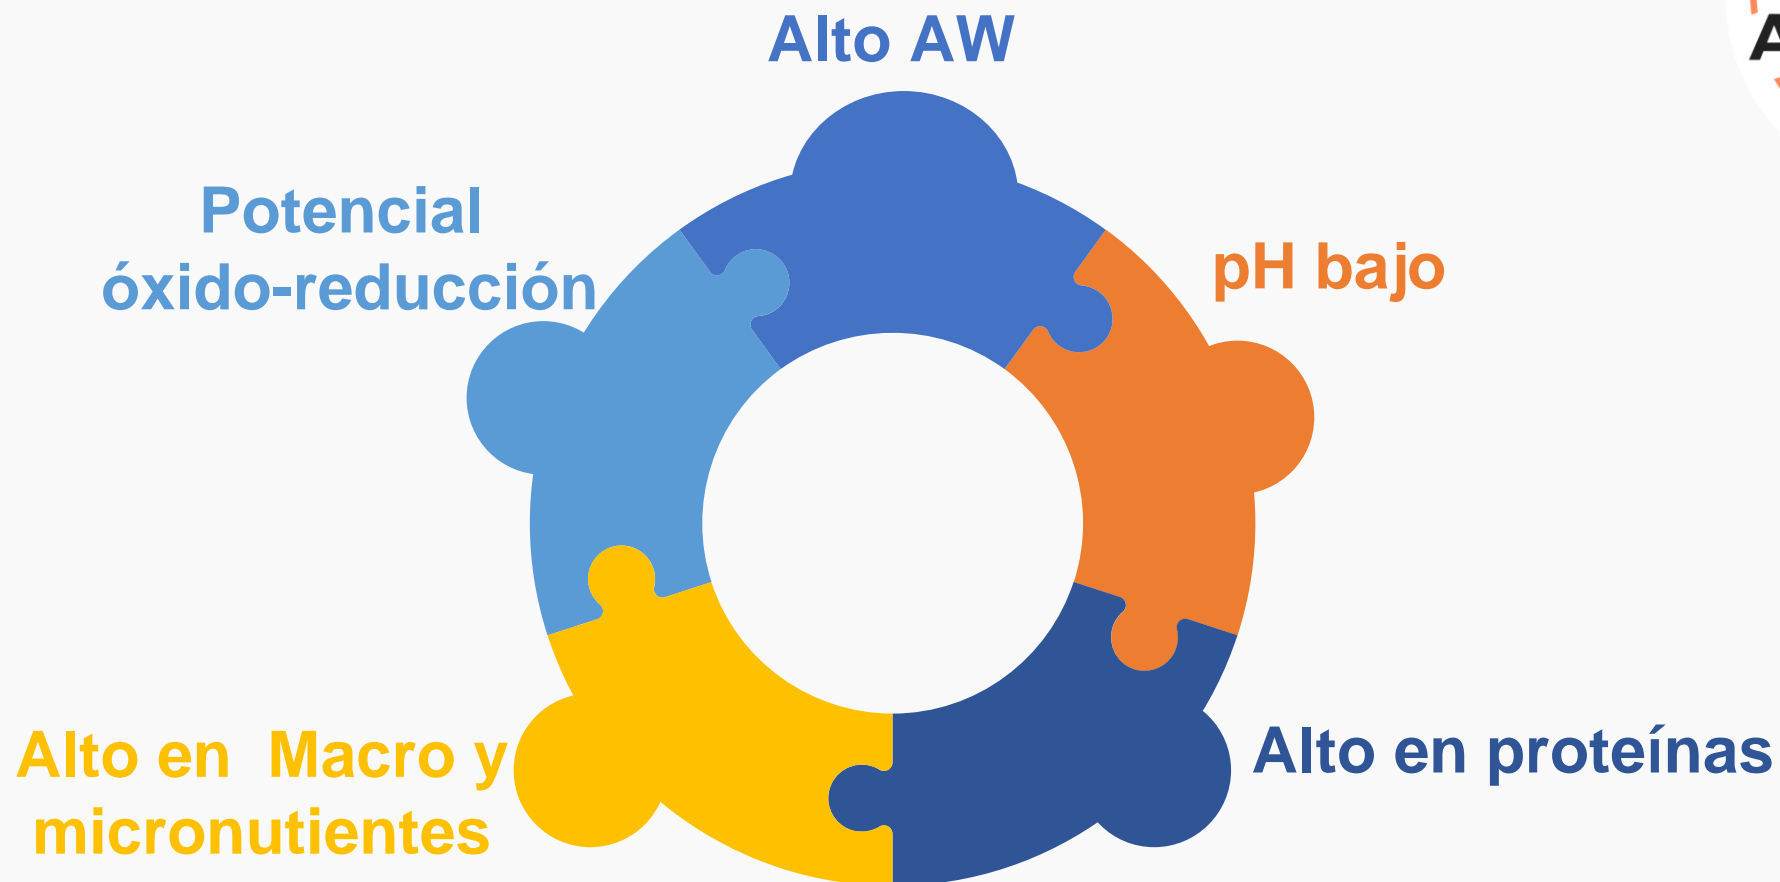 Alto AW
Potencial
óxido-reducción
pH bajo
Alto en Macro y
micronutientes
Alto en proteínas